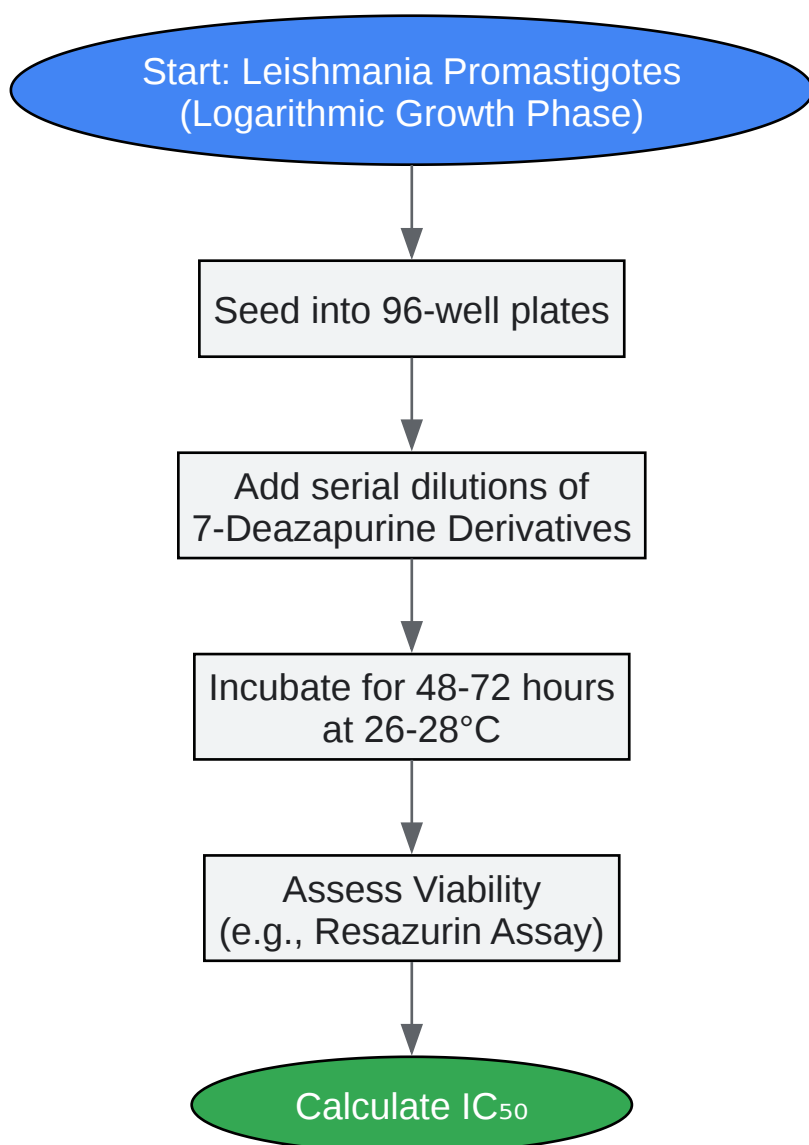 Start: Leishmania Promastigotes
(Logarithmic Growth Phase)
Seed into 96-well plates
Add serial dilutions of
7-Deazapurine Derivatives
Incubate for 48-72 hours
at 26-28°C
Assess Viability
(e.g., Resazurin Assay)
Calculate IC₅₀